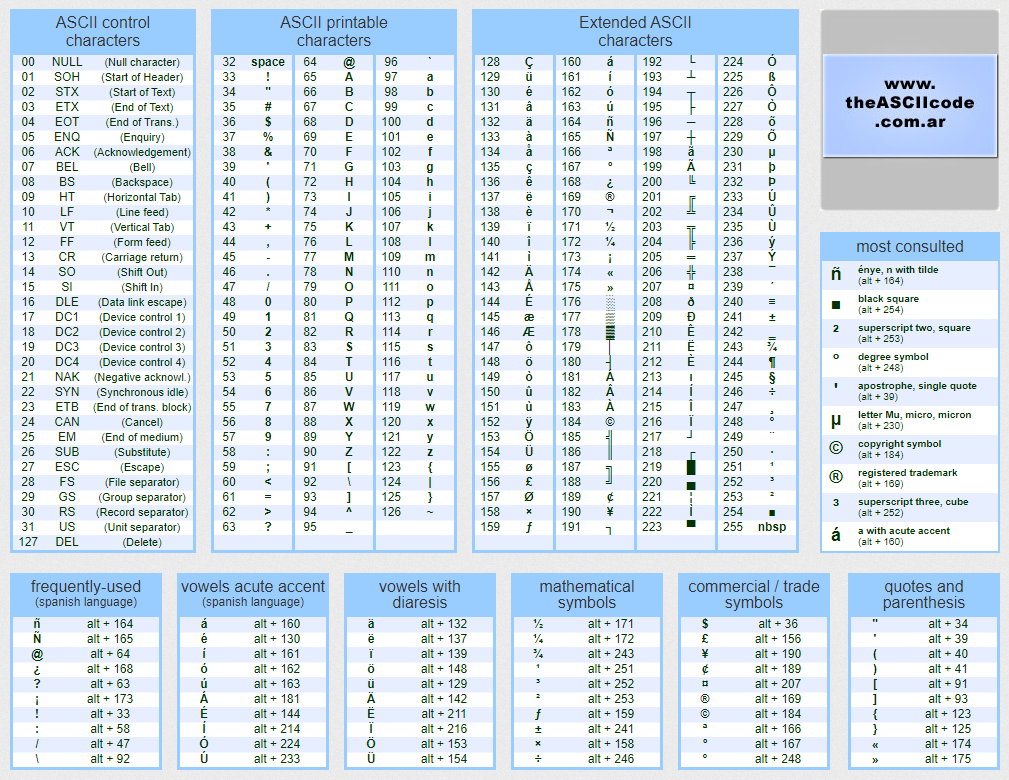 ASCII control
characters
00 NULL (Null character)
01 SOH (Start of Header)
02 STX (Start of Text)
03 ETX (End of Text)
04 EOT (End of Trans.)
05 ENQ (Enquiry)
06 ACK (Acknowledgement)
07 BEL (Bell)
08 BS (Backspace)
09 HT (Horizontal Tab)
10 LF (Line feed)
11 VT (Vertical Tab)
12 FF (Form feed)
13 CR (Carriage return)
14 SO (Shift Out)
15 SI (Shift In)
16 DLE (Data link escape)
17 DC1 (Device control 1)
18 DC2 (Device control 2)
19 DC3 (Device control 3)
20 DC4 (Device control 4)
21 NAK (Negative acknowl.)
22 SYN (Synchronous idle)
23 ETB (End of trans. block)
24 CAN (Cancel)
25 EM (End of medium)
26 SUB (Substitute)
27 ESC (Escape)
28 FS (File separator)
29 GS (Group separator)
30 RS (Record separator)
31 US (Unit separator)
127 DEL (Delete)
ASCII printable
characters
32 space 64 @ 96 `
33 ! 65 A 97 a
34 " 66 B 98 b
35 # 67 C 99 c
36 $ 68 D 100 d
37 % 69 E 101 e
38 & 70 F 102 f
39 ' 71 G 103 g
40 ( 72 H 104 h
41 ) 73 I 105 i
42 * 74 J 106 j
43 + 75 K 107 k
44 , 76 L 108 l
45 - 77 M 109 m
46 . 78 N 110 n
47 / 79 O 111 o
48 0 80 P 112 p
49 1 81 Q 113 q
50 2 82 R 114 r
51 3 83 S 115 s
52 4 84 T 116 t
53 5 85 U 117 u
54 6 86 V 118 v
55 7 87 W 119 w
56 8 88 X 120 x
57 9 89 Y 121 y
58 : 90 Z 122 z
59 ; 91 [ 123 {
60 < 92 \ 124 |
61 = 93 ] 125 }
62 > 94 ^ 126 ~
63 ? 95 _
Extended ASCII
characters
128 Ç 160 á 192 └ 224 Ó
129 ü 161 í 193 ┴ 225 ß
130 é 162 ó 194 ┬ 226 Ô
131 â 163 ú 195 ├ 227 Ò
132 ä 164 ñ 196 ─ 228 õ
133 à 165 Ñ 197 ┼ 229 Õ
134 å 166 ª 198 ã 230 µ
135 ç 167 º 199 Ã 231 þ
136 ê 168 ¿ 200 ╚ 232 Þ
137 ë 169 ® 201 ╔ 233 Ú
138 è 170 ¬ 202 ╩ 234 Û
139 ï 171 ½ 203 ╦ 235 Ù
140 î 172 ¼ 204 ╠ 236 ý
141 ì 173 ¡ 205 ═ 237 Ý
142 Ä 174 « 206 ╬ 238 ¯
143 Å 175 » 207 ¤ 239 ´
144 É 176 ░ 208 ð 240 ≡
145 æ 177 ▒ 209 Ð 241 ±
146 Æ 178 ▓ 210 Ê 242 ‗
147 ô 179 │ 211 Ë 243 ¾
148 ö 180 ┤ 212 È 244 ¶
149 ò 181 Á 213 ı 245 §
150 û 182 Â 214 Í 246 ÷
151 ù 183 À 215 Î 247 ¸
152 ÿ 184 © 216 Ï 248 °
153 Ö 185 ╣ 217 ┘ 249 ¨
154 Ü 186 ║ 218 ┌ 250 ·
155 ø 187 ╗ 219 █ 251 ¹
156 £ 188 ╝ 220 ▄ 252 ³
157 Ø 189 ¢ 221 ¦ 253 ²
158 × 190 ¥ 222 Ì 254 ■
159 ƒ 191 ┐ 223 ▀ 255 nbsp
www.
theASCIIcode
.com.ar
most consulted
ñ énye, n with tilde
(alt + 164)
■ black square
(alt + 254)
² superscript two, square
(alt + 253)
° degree symbol
(alt + 248)
' apostrophe, single quote
(alt + 39)
µ letter Mu, micro, micron
(alt + 230)
© copyright symbol
(alt + 184)
® registered trademark
(alt + 169)
³ superscript three, cube
(alt + 252)
á a with acute accent
(alt + 160)
frequently-used
(spanish language)
ñ alt + 164
Ñ alt + 165
@ alt + 64
¿ alt + 168
? alt + 63
¡ alt + 173
! alt + 33
: alt + 58
/ alt + 47
\ alt + 92
vowels acute accent
(spanish language)
á alt + 160
é alt + 130
í alt + 161
ó alt + 162
ú alt + 163
Á alt + 181
É alt + 144
Í alt + 214
Ó alt + 224
Ú alt + 233
vowels with
diaresis
ä alt + 132
ë alt + 137
ï alt + 139
ö alt + 148
ü alt + 129
Ä alt + 142
Ë alt + 211
Ï alt + 216
Ö alt + 153
Ü alt + 154
mathematical
symbols
½ alt + 171
¼ alt + 172
¾ alt + 243
¹ alt + 251
³ alt + 252
² alt + 253
ƒ alt + 159
± alt + 241
× alt + 158
÷ alt + 246
commercial / trade
symbols
$ alt + 36
£ alt + 156
¥ alt + 190
¢ alt + 189
¤ alt + 207
® alt + 169
© alt + 184
ª alt + 166
º alt + 167
° alt + 248
quotes and
parenthesis
" alt + 34
' alt + 39
( alt + 40
) alt + 41
[ alt + 91
] alt + 93
{ alt + 123
} alt + 125
« alt + 174
» alt + 175